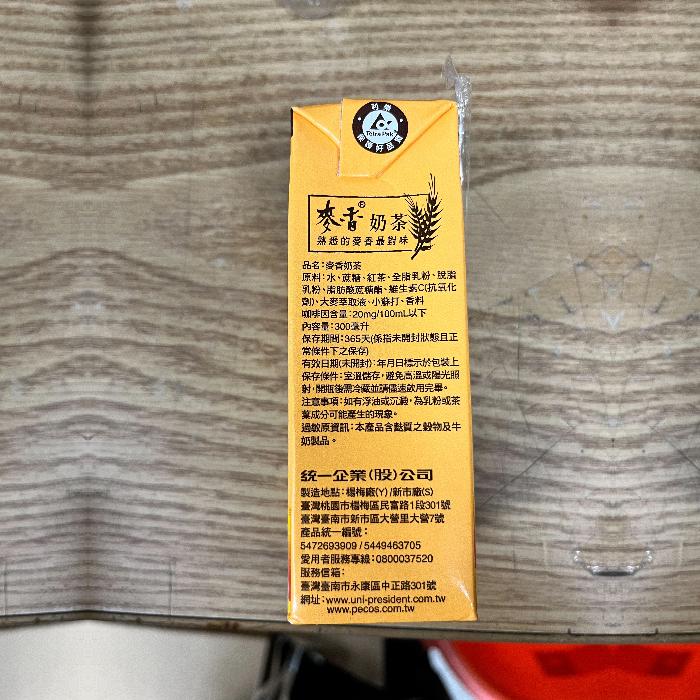 利樂
Tetra Pak
保護好品質
麥香®奶茶
熟悉的麥香最對味
品名:麥香奶茶
原料:水、蔗糖、紅茶、全脂乳粉、脫脂
乳粉、脂肪酸蔗糖酯、維生素C(抗氧化
劑)、大麥萃取液、小蘇打、香料
咖啡因含量:20mg/100mL以下
內容量:300毫升
保存期間:365天(係指未開封狀態且正
常條件下之保存)
有效日期(未開封):年月日標示於包裝上
保存條件:室溫儲存,避免高溫或陽光照
射,開瓶後需冷藏並請儘速飲用完畢。
注意事項:如有浮油或沉澱,為乳粉或茶
葉成分可能產生的現象。
過敏原資訊:本產品含麩質之穀物及牛
奶製品。
統一企業(股)公司
製造地點:楊梅廠(Y)/新市廠(S)
臺灣桃園市楊梅區民富路1段301號
臺灣臺南市新市區大營里大營7號
產品統一編號:
5472693909/5449463705
愛用者服務專線:0800037520
服務信箱:
臺灣臺南市永康區中正路301號
網址:www.uni-president.com.tw
www.pecos.com.tw